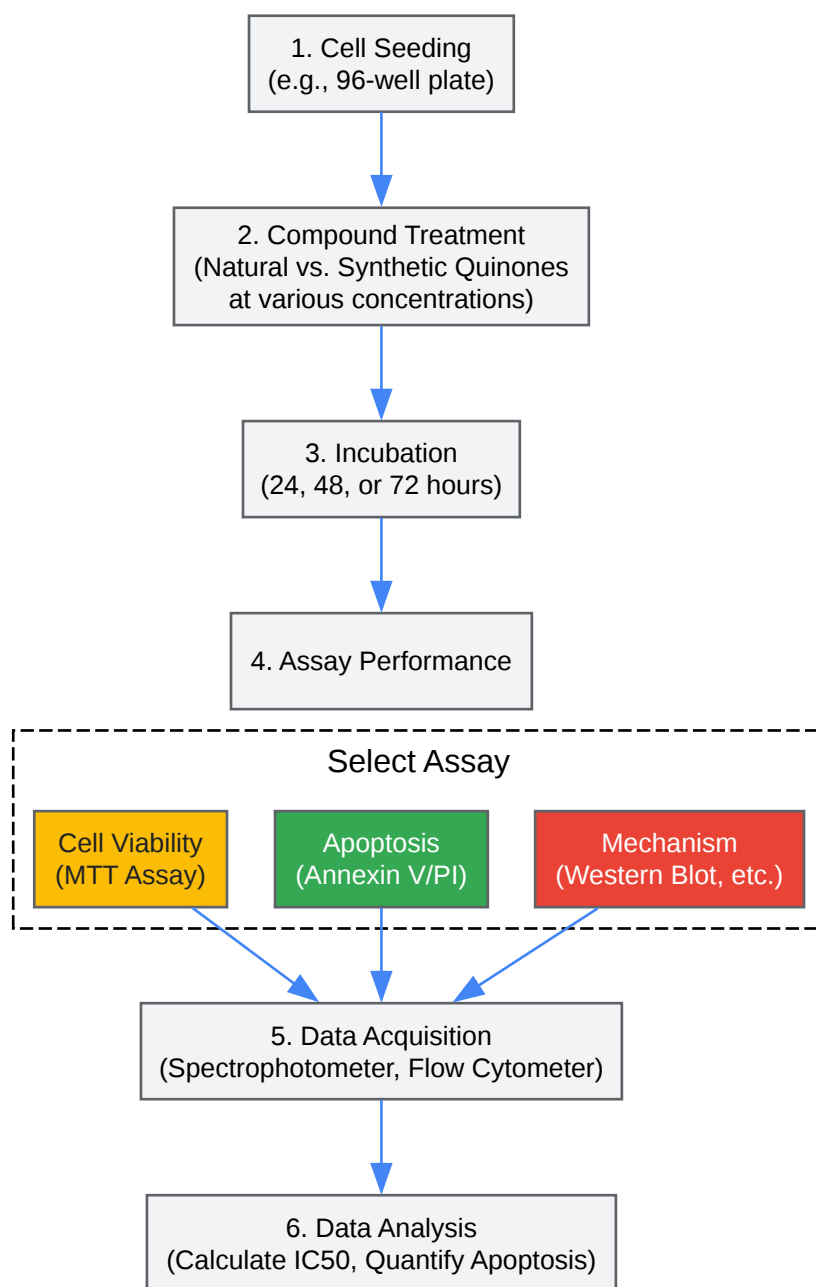 1. Cell Seeding
(e.g., 96-well plate)
2. Compound Treatment
(Natural vs. Synthetic Quinones
at various concentrations)
3. Incubation
(24, 48, or 72 hours)
4. Assay Performance
Select Assay
Cell Viability
(MTT Assay)
Apoptosis
(Annexin V/PI)
Mechanism
(Western Blot, etc.)
5. Data Acquisition
(Spectrophotometer, Flow Cytometer)
6. Data Analysis
(Calculate IC50, Quantify Apoptosis)